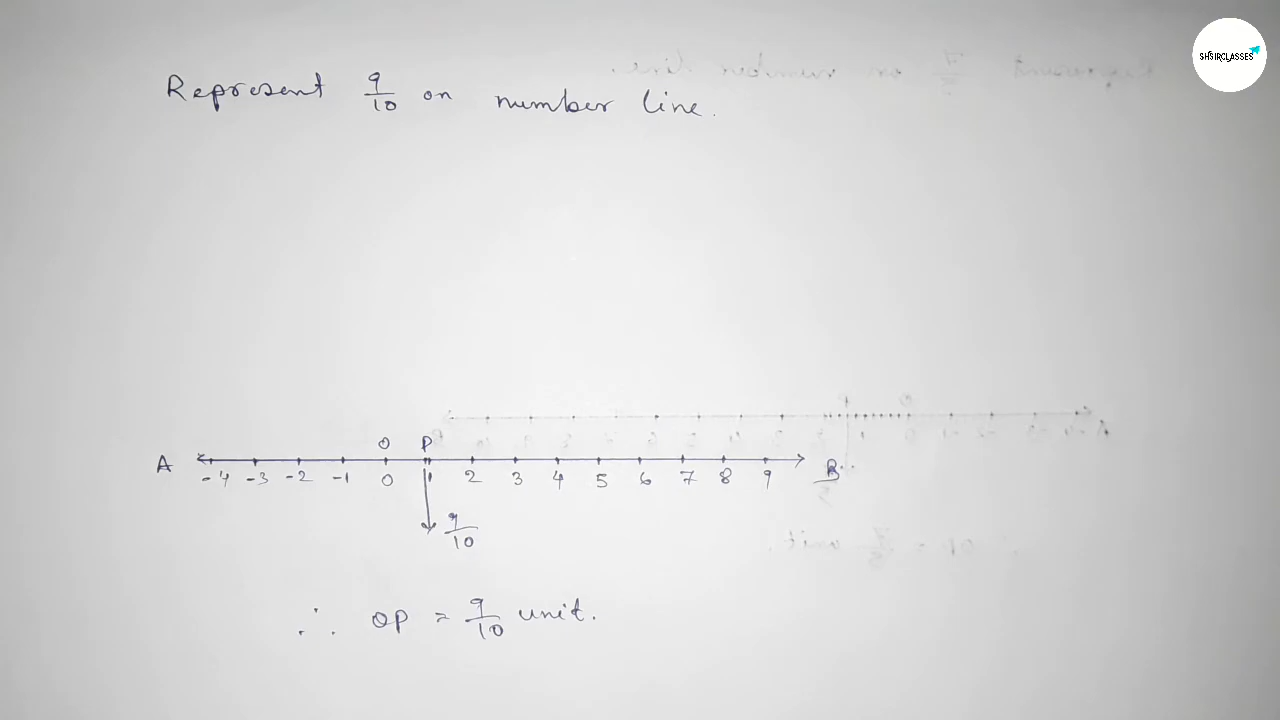 SHSIRCLASSES
Represent 9/10 on number line.
O P
A B
-4 -3 -2 -1 0 1 2 3 4 5 6 7 8 9
9/10
∴ OP = 9/10 unit.